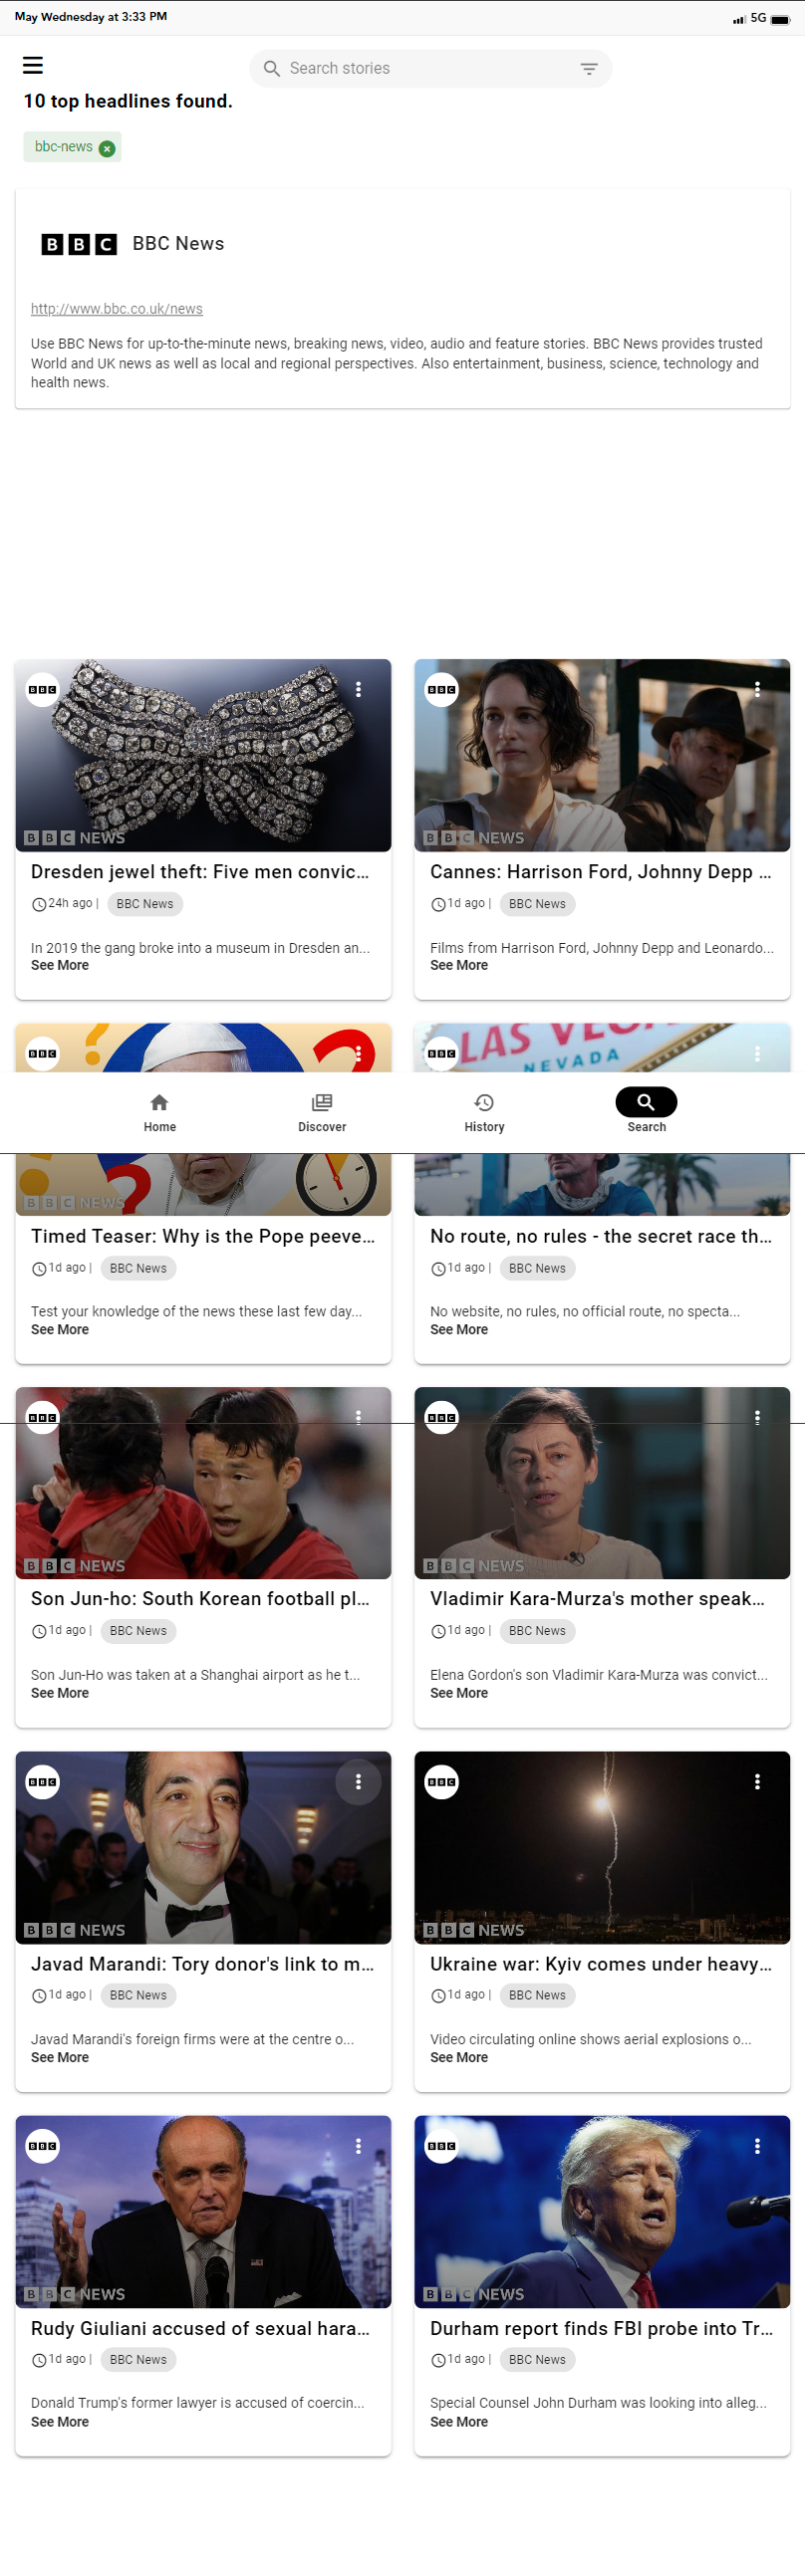 May Wednesday at 3:33 PM
5G
Search stories
10 top headlines found.
bbc-news
BBC BBC News
http://www.bbc.co.uk/news
Use BBC News for up-to-the-minute news, breaking news, video, audio and feature stories. BBC News provides trusted
World and UK news as well as local and regional perspectives. Also entertainment, business, science, technology and
health news.
BBC
BBC NEWS
Dresden jewel theft: Five men convic...
24h ago | BBC News
In 2019 the gang broke into a museum in Dresden an...
See More
BBC
BBC NEWS
Cannes: Harrison Ford, Johnny Depp ...
1d ago | BBC News
Films from Harrison Ford, Johnny Depp and Leonardo...
See More
BBC
?
?
BBC
LAS VEGA
NEVADA
Home
Discover
History
Search
?
BBC NEWS
Timed Teaser: Why is the Pope peeve...
1d ago | BBC News
Test your knowledge of the news these last few day...
See More
No route, no rules - the secret race th...
1d ago | BBC News
No website, no rules, no official route, no specta...
See More
BBC
BBC NEWS
Son Jun-ho: South Korean football pl...
1d ago | BBC News
Son Jun-Ho was taken at a Shanghai airport as he t...
See More
BBC
BBC NEWS
Vladimir Kara-Murza's mother speak...
1d ago | BBC News
Elena Gordon's son Vladimir Kara-Murza was convict...
See More
BBC
BBC NEWS
Javad Marandi: Tory donor's link to m...
1d ago | BBC News
Javad Marandi's foreign firms were at the centre o...
See More
BBC
BBC NEWS
Ukraine war: Kyiv comes under heavy...
1d ago | BBC News
Video circulating online shows aerial explosions o...
See More
BBC
BBC NEWS
Rudy Giuliani accused of sexual hara...
1d ago | BBC News
Donald Trump's former lawyer is accused of coercin...
See More
BBC
BBC NEWS
Durham report finds FBI probe into Tr...
1d ago | BBC News
Special Counsel John Durham was looking into alleg...
See More